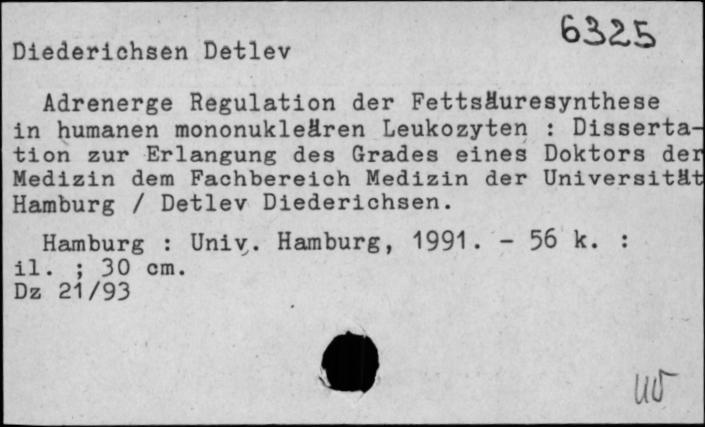 6325
Diederichsen Detlev
Adrenerge Regulation der Fettsäuresynthese
in humanen mononukleären Leukozyten : Disserta-
tion zur Erlangung des Grades eines Doktors der
Medizin dem Fachbereich Medizin der Universität
Hamburg / Detlev Diederichsen.
Hamburg : Univ. Hamburg, 1991. - 56 k. :
il. ; 30 cm.
Dz 21/93